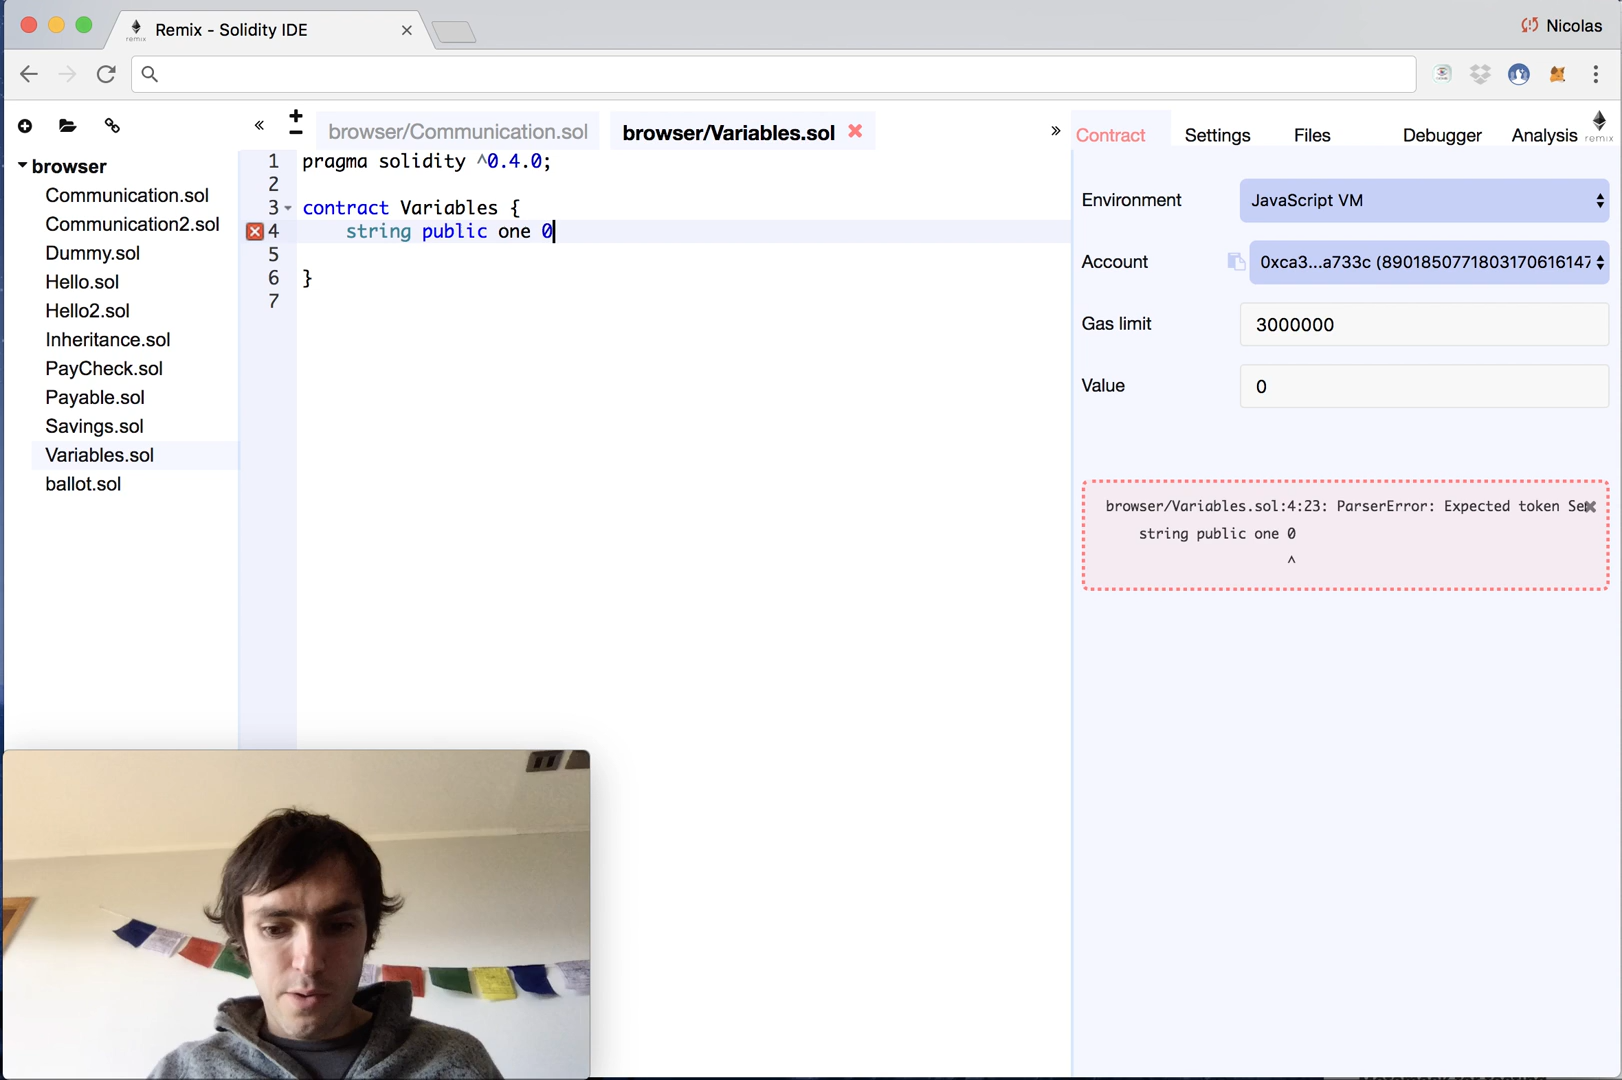 Remix - Solidity IDE
Nicolas
browser/Communication.sol
browser/Variables.sol
Contract
Settings
Files
Debugger
Analysis
remix
browser
Communication.sol
Communication2.sol
Dummy.sol
Hello.sol
Hello2.sol
Inheritance.sol
PayCheck.sol
Payable.sol
Savings.sol
Variables.sol
ballot.sol
1 pragma solidity ^0.4.0;
2
3 contract Variables {
4 string public one 0
5
6 }
7
Environment JavaScript VM
Account 0xca3...a733c (8901850771803170616147
Gas limit 3000000
Value 0
browser/Variables.sol:4:23: ParserError: Expected token Se
string public one 0
^